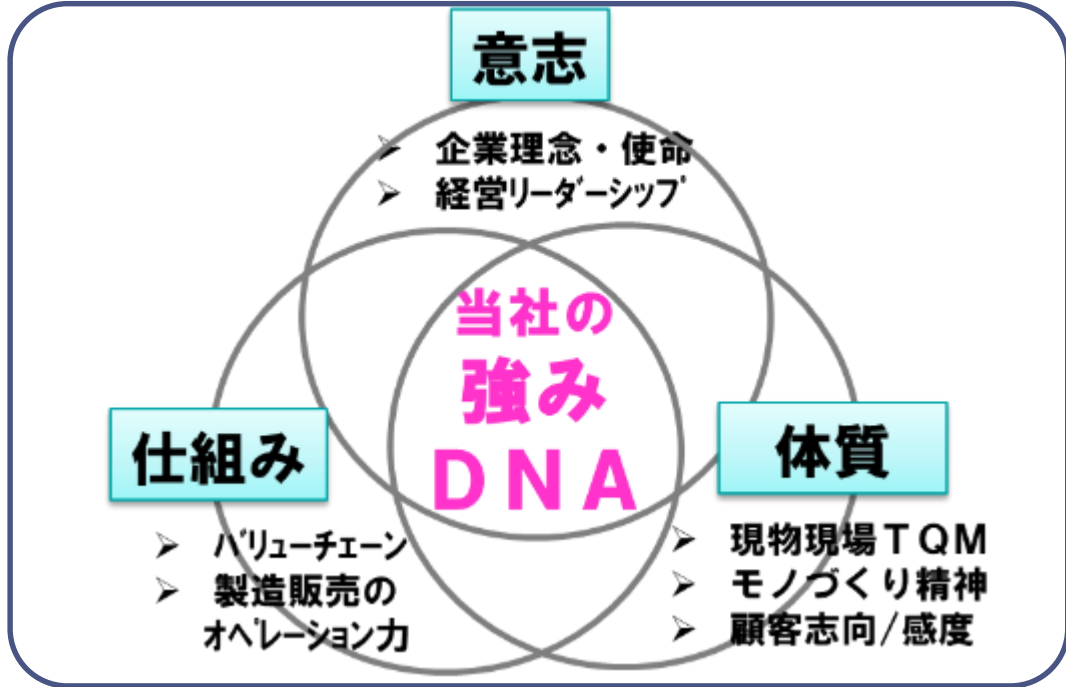 意志
➢ 企業理念・使命
➢ 経営ﾘｰﾀﾞｰｼｯﾌﾟ
当社の
強み
ＤＮＡ
仕組み
➢ ﾊﾞﾘｭｰﾁｪｰﾝ
➢ 製造販売の
ｵﾍﾟﾚｰｼｮﾝ力
体質
➢ 現物現場ＴＱＭ
➢ モノづくり精神
➢ 顧客志向/感度